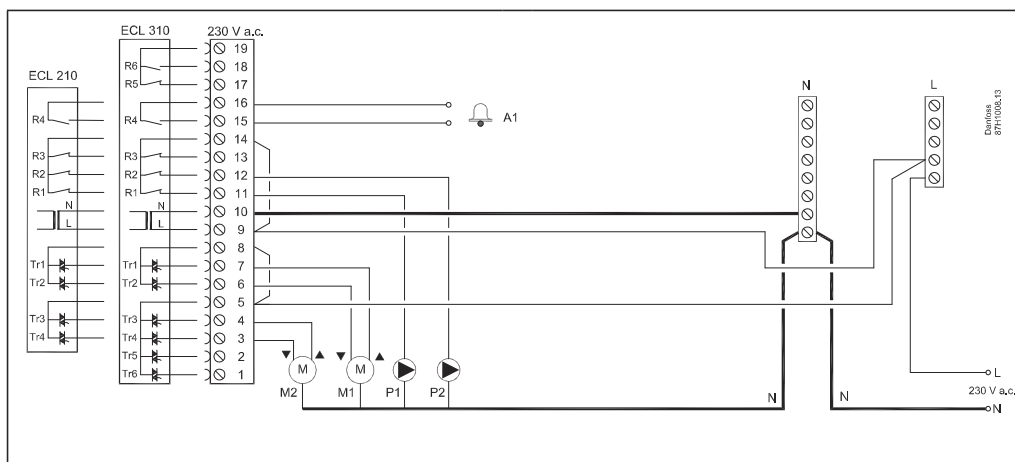 ECL 310 230 V a.c.
ECL 210
R6
R5
R4
R3
R2
R1
N
L
Tr1
Tr2
Tr3
Tr4
R4
R3
R2
R1
N
L
Tr1
Tr2
Tr3
Tr4
Tr5
Tr6
19
18
17
16
15
14
13
12
11
10
9
8
7
6
5
4
3
2
1
A1
N
L
Danfoss
87H1008.13
M
M
M2 M1 P1 P2
N
N
L
230 V a.c.
N